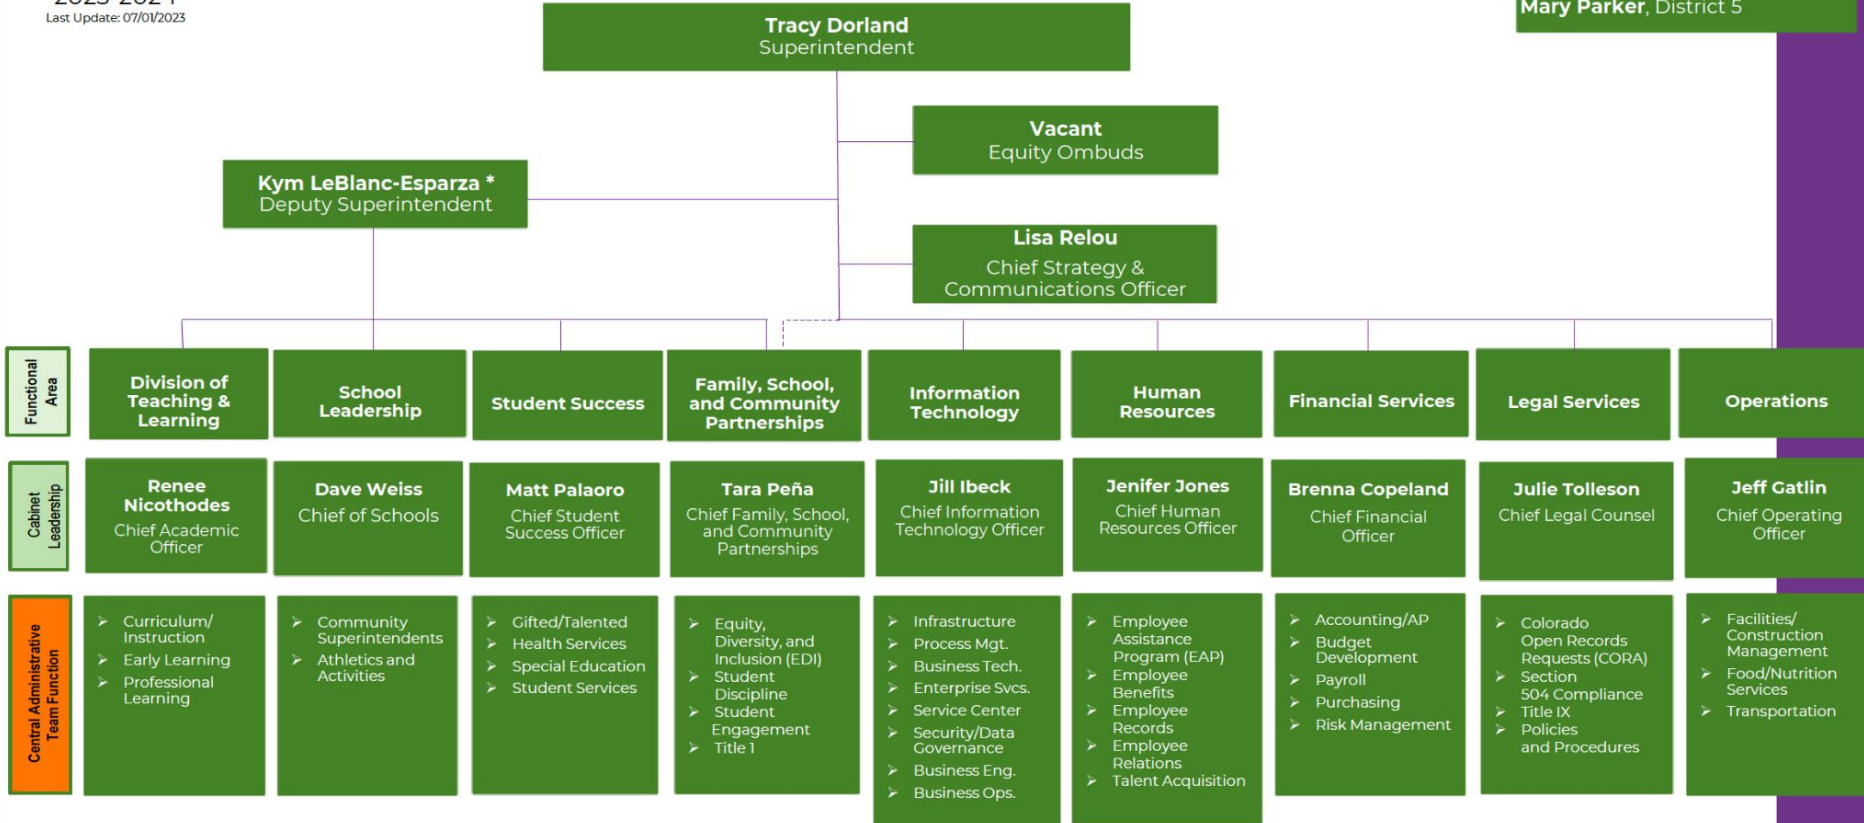 2023-2024
Last Update: 07/01/2023
Mary Parker, District 5
Tracy Dorland
Superintendent
Vacant
Equity Ombuds
Kym LeBlanc-Esparza *
Deputy Superintendent
Lisa Relou
Chief Strategy &
Communications Officer
Functional
Area
Division of
Teaching &
Learning
School
Leadership
Student Success
Family, School,
and Community
Partnerships
Information
Technology
Human
Resources
Financial Services
Legal Services
Operations
Cabinet
Leadership
Renee
Nicothodes
Chief Academic
Officer
Dave Weiss
Chief of Schools
Matt Palaoro
Chief Student
Success Officer
Tara Peña
Chief Family, School,
and Community
Partnerships
Jill Ibeck
Chief Information
Technology Officer
Jenifer Jones
Chief Human
Resources Officer
Brenna Copeland
Chief Financial
Officer
Julie Tolleson
Chief Legal Counsel
Jeff Gatlin
Chief Operating
Officer
Central Administrative
Team Function
➢ Curriculum/
Instruction
➢ Early Learning
➢ Professional
Learning
➢ Community
Superintendents
➢ Athletics and
Activities
➢ Gifted/Talented
➢ Health Services
➢ Special Education
➢ Student Services
➢ Equity,
Diversity, and
Inclusion (EDI)
➢ Student
Discipline
➢ Student
Engagement
➢ Title 1
➢ Infrastructure
➢ Process Mgt.
➢ Business Tech.
➢ Enterprise Svcs.
➢ Service Center
➢ Security/Data
Governance
➢ Business Eng.
➢ Business Ops.
➢ Employee
Assistance
Program (EAP)
➢ Employee
Benefits
➢ Employee
Records
➢ Employee
Relations
➢ Talent Acquisition
➢ Accounting/AP
➢ Budget
Development
➢ Payroll
➢ Purchasing
➢ Risk Management
➢ Colorado
Open Records
Requests (CORA)
➢ Section
504 Compliance
➢ Title IX
➢ Policies
and Procedures
➢ Facilities/
Construction
Management
➢ Food/Nutrition
Services
➢ Transportation